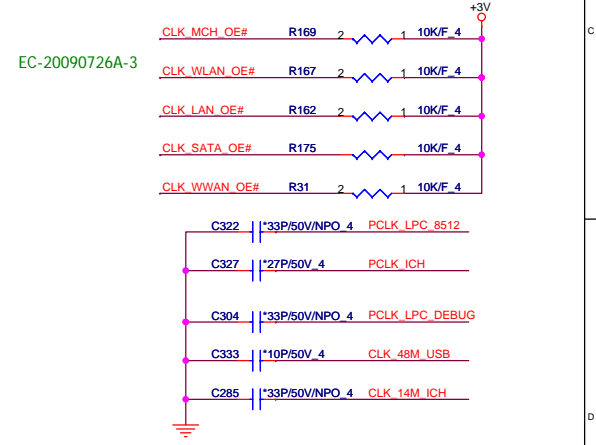 +3V
C
CLK_MCH_OE# R169 2 1 10K/F_4
EC-20090726A-3
CLK_WLAN_OE# R167 2 1 10K/F_4
CLK_LAN_OE# R162 2 1 10K/F_4
CLK_SATA_OE# R175 10K/F_4
CLK_WWAN_OE# R31 2 1 10K/F_4
C322 *33P/50V/NPO_4 PCLK_LPC_8512
C327 *27P/50V_4 PCLK_ICH
C304 *33P/50V/NPO_4 PCLK_LPC_DEBUG
C333 *10P/50V_4 CLK_48M_USB
C285 *33P/50V/NPO_4 CLK_14M_ICH
D